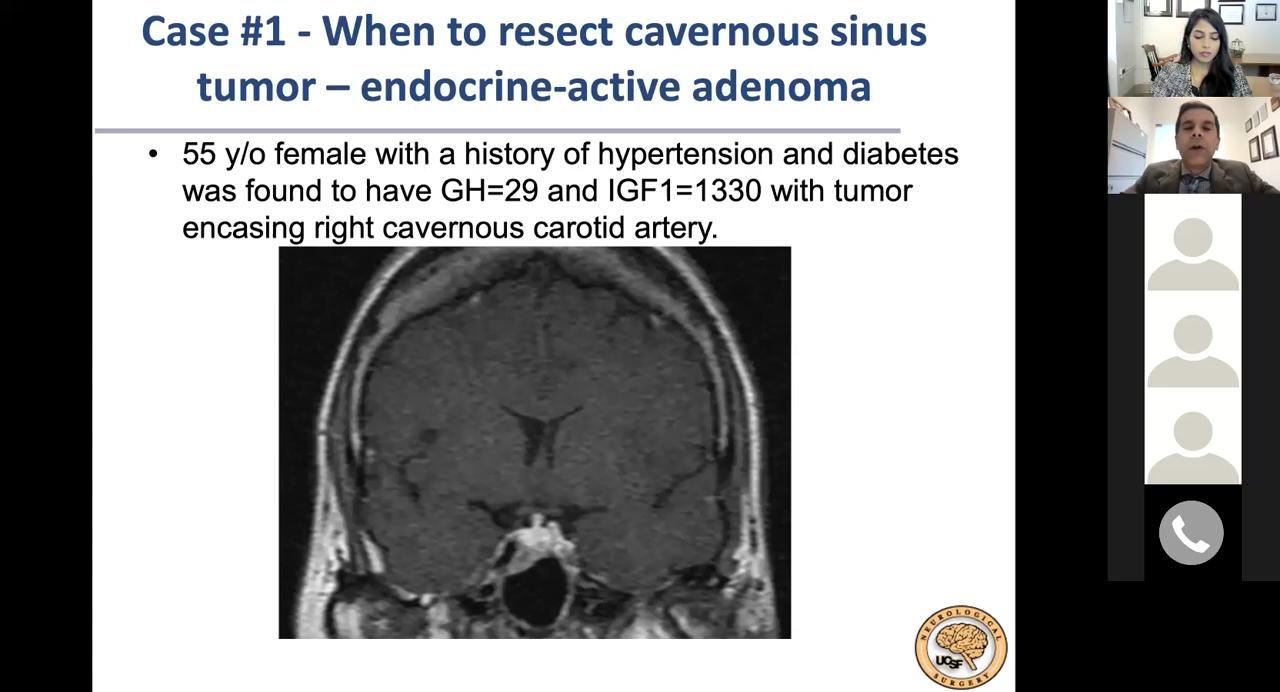 Case #1 - When to resect cavernous sinus
tumor – endocrine-active adenoma
• 55 y/o female with a history of hypertension and diabetes
was found to have GH=29 and IGF1=1330 with tumor
encasing right cavernous carotid artery.
NEUROLOGICAL
UCSF
SURGERY